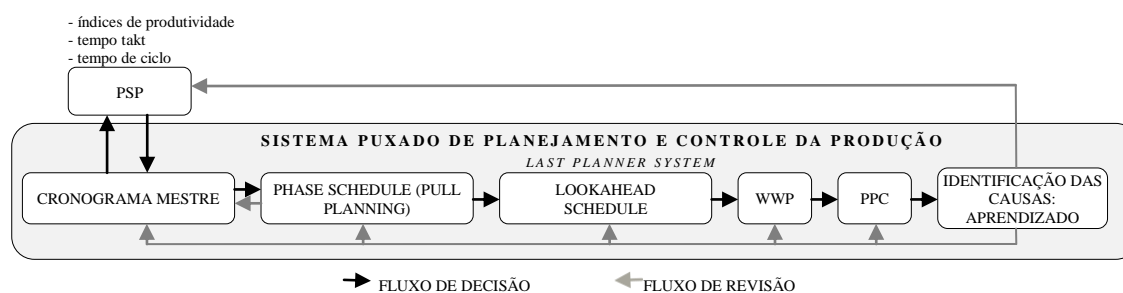 - índices de produtividade
- tempo takt
- tempo de ciclo
PSP
SISTEMA PUXADO DE PLANEJAMENTO E CONTROLE DA PRODUÇÃO
LAST PLANNER SYSTEM
CRONOGRAMA MESTRE
PHASE SCHEDULE (PULL
PLANNING)
LOOKAHEAD
SCHEDULE
WWP
PPC
IDENTIFICAÇÃO DAS
CAUSAS:
APRENDIZADO
FLUXO DE DECISÃO
FLUXO DE REVISÃO